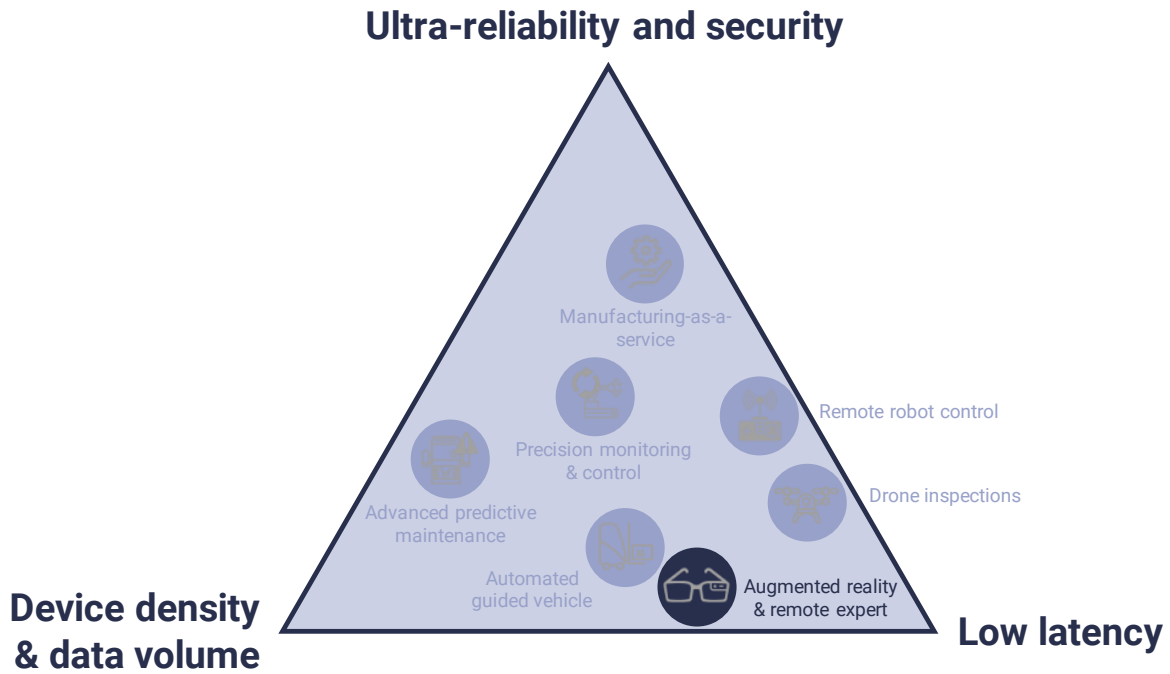 Ultra-reliability and security
Manufacturing-as-a-
service
Remote robot control
Precision monitoring
& control
Drone inspections
Advanced predictive
maintenance
Automated
guided vehicle
Augmented reality
& remote expert
Device density
& data volume
Low latency